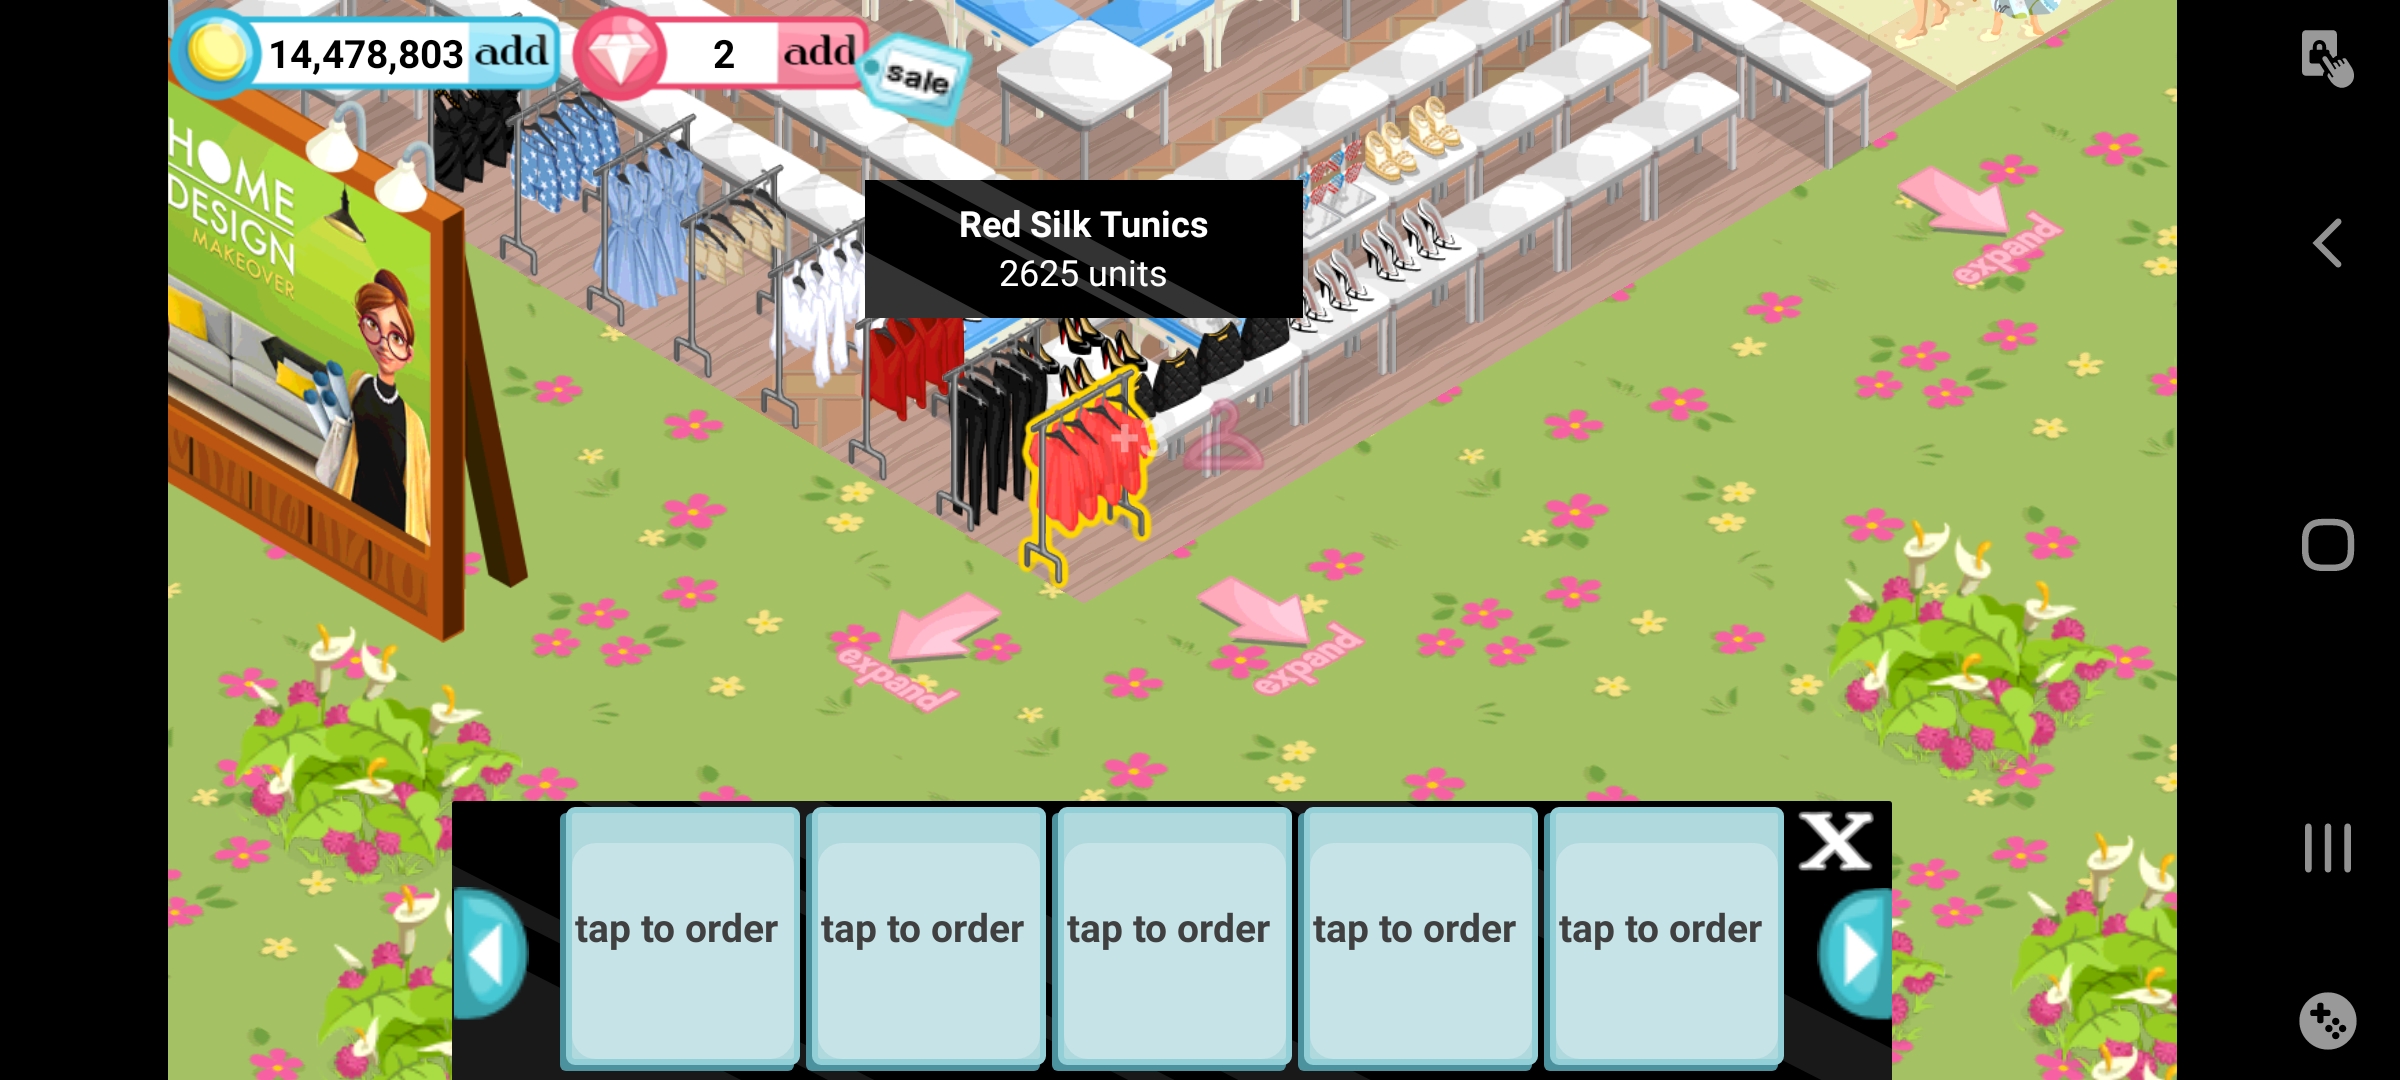 14,478,803 add
2 add
sale
HOME
DESIGN
MAKEOVER
Red Silk Tunics
2625 units
+3
expand
expand
expand
tap to order
tap to order
tap to order
tap to order
tap to order
X